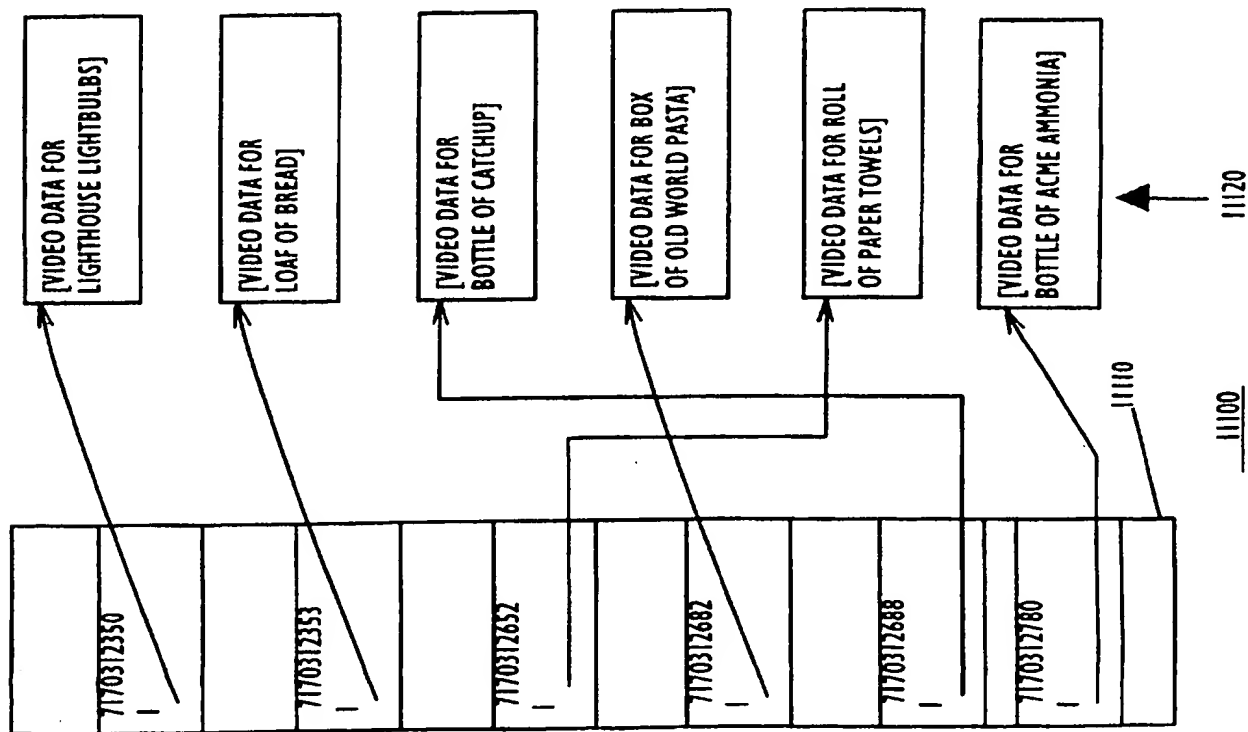 [VIDEO DATA FOR
LIGHTHOUSE LIGHTBULBS]
[VIDEO DATA FOR
LOAF OF BREAD]
[VIDEO DATA FOR
BOTTLE OF CATCHUP]
[VIDEO DATA FOR BOX
OF OLD WORLD PASTA]
[VIDEO DATA FOR ROLL
OF PAPER TOWELS]
[VIDEO DATA FOR
BOTTLE OF ACME AMMONIA]
7170312350
7170312353
7170312652
7170312682
7170312688
7170312780
11110
11120
11100